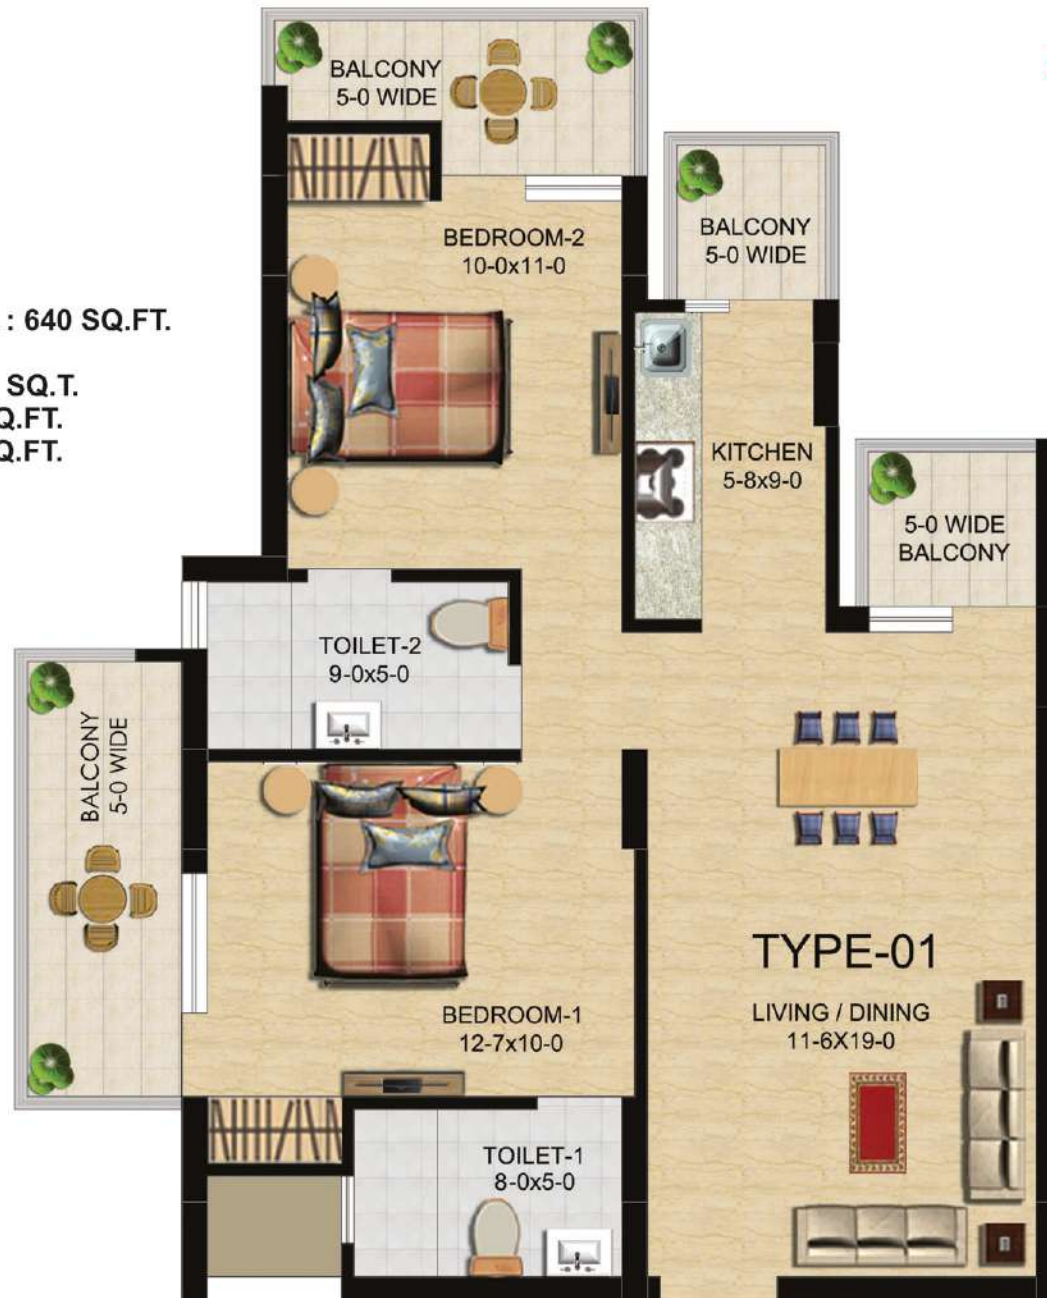 BALCONY
5-0 WIDE
BALCONY
5-0 WIDE
BEDROOM-2
10-0x11-0
: 640 SQ.FT.
SQ.T.
Q.FT.
Q.FT.
KITCHEN
5-8x9-0
5-0 WIDE
BALCONY
TOILET-2
9-0x5-0
BALCONY
5-0 WIDE
TYPE-01
LIVING / DINING
11-6X19-0
BEDROOM-1
12-7x10-0
TOILET-1
8-0x5-0